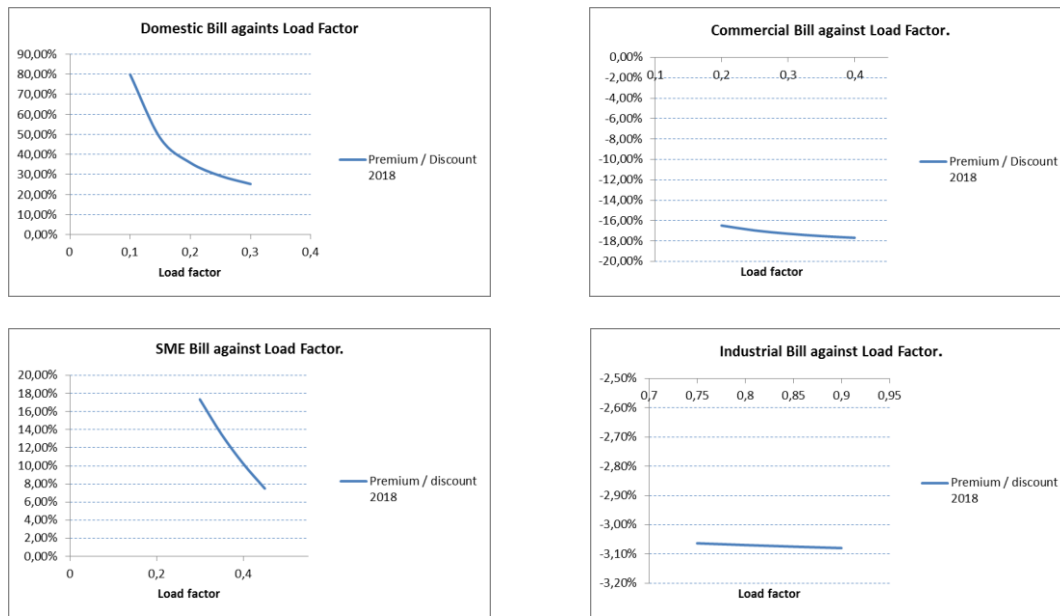 Domestic Bill againts Load Factor
90,00%
80,00%
70,00%
60,00%
50,00%
40,00%
30,00%
20,00%
10,00%
0,00%
0 0,1 0,2 0,3 0,4
Load factor
Premium / Discount
2018
Commercial Bill against Load Factor.
0,00%
-2,00%
-4,00%
-6,00%
-8,00%
-10,00%
-12,00%
-14,00%
-16,00%
-18,00%
-20,00%
0,1 0,2 0,3 0,4
Load factor
Premium / Discount
2018
SME Bill against Load Factor.
20,00%
18,00%
16,00%
14,00%
12,00%
10,00%
8,00%
6,00%
4,00%
2,00%
0,00%
0 0,2 0,4
Load factor
Premium / discount
2018
Industrial Bill against Load Factor.
-2,50%
-2,60%
-2,70%
-2,80%
-2,90%
-3,00%
-3,10%
-3,20%
0,7 0,75 0,8 0,85 0,9 0,95
Load factor
Premium / discount
2018